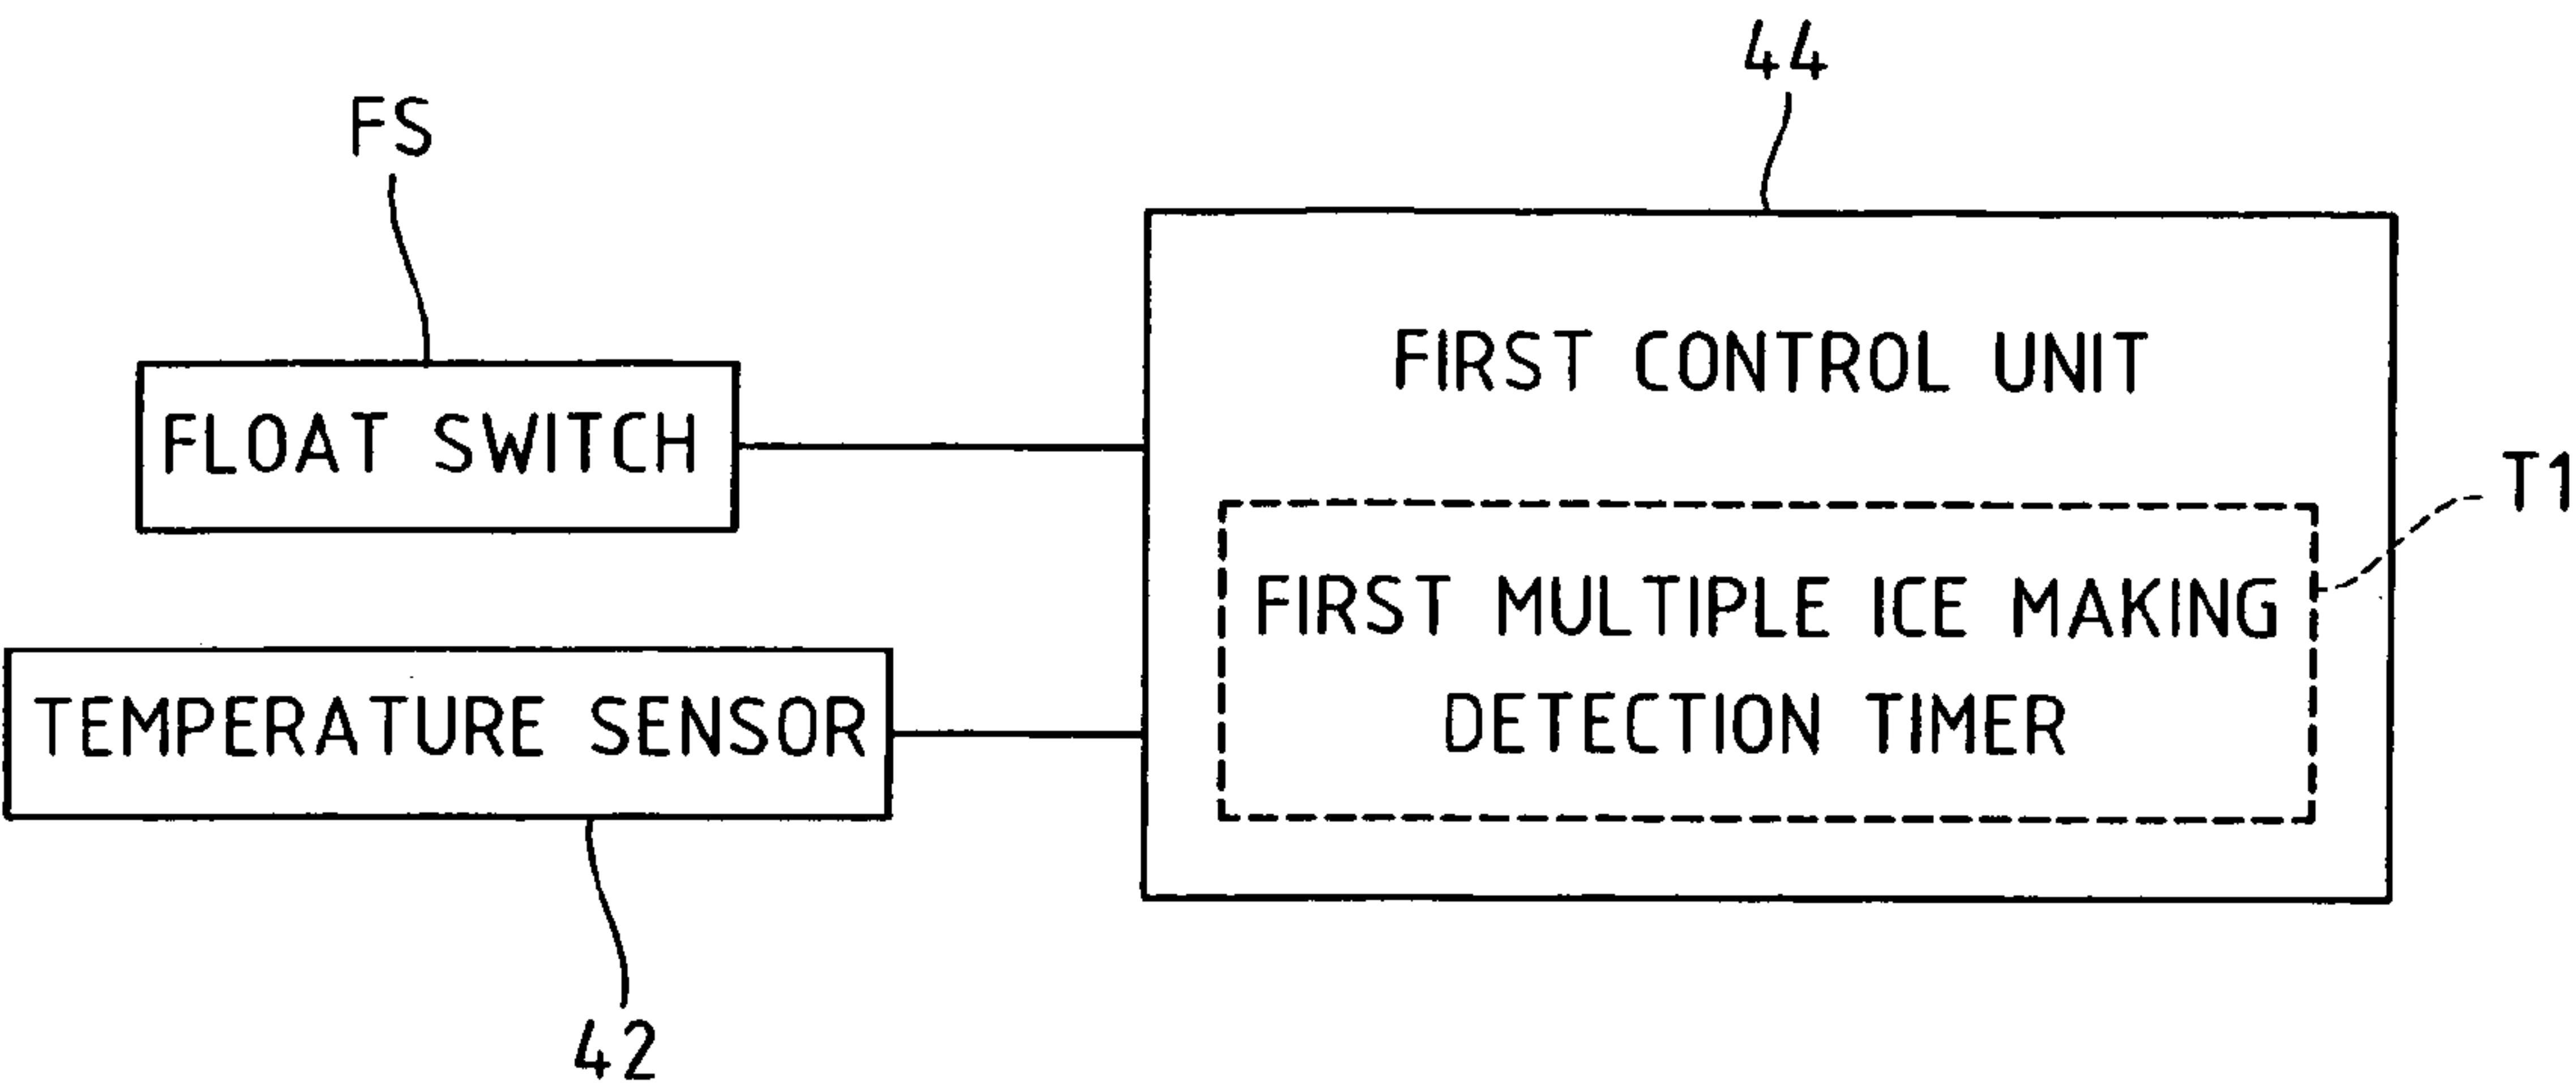 44
FS
FIRST CONTROL UNIT
FLOAT SWITCH
T1
FIRST MULTIPLE ICE MAKING
DETECTION TIMER
TEMPERATURE SENSOR
42